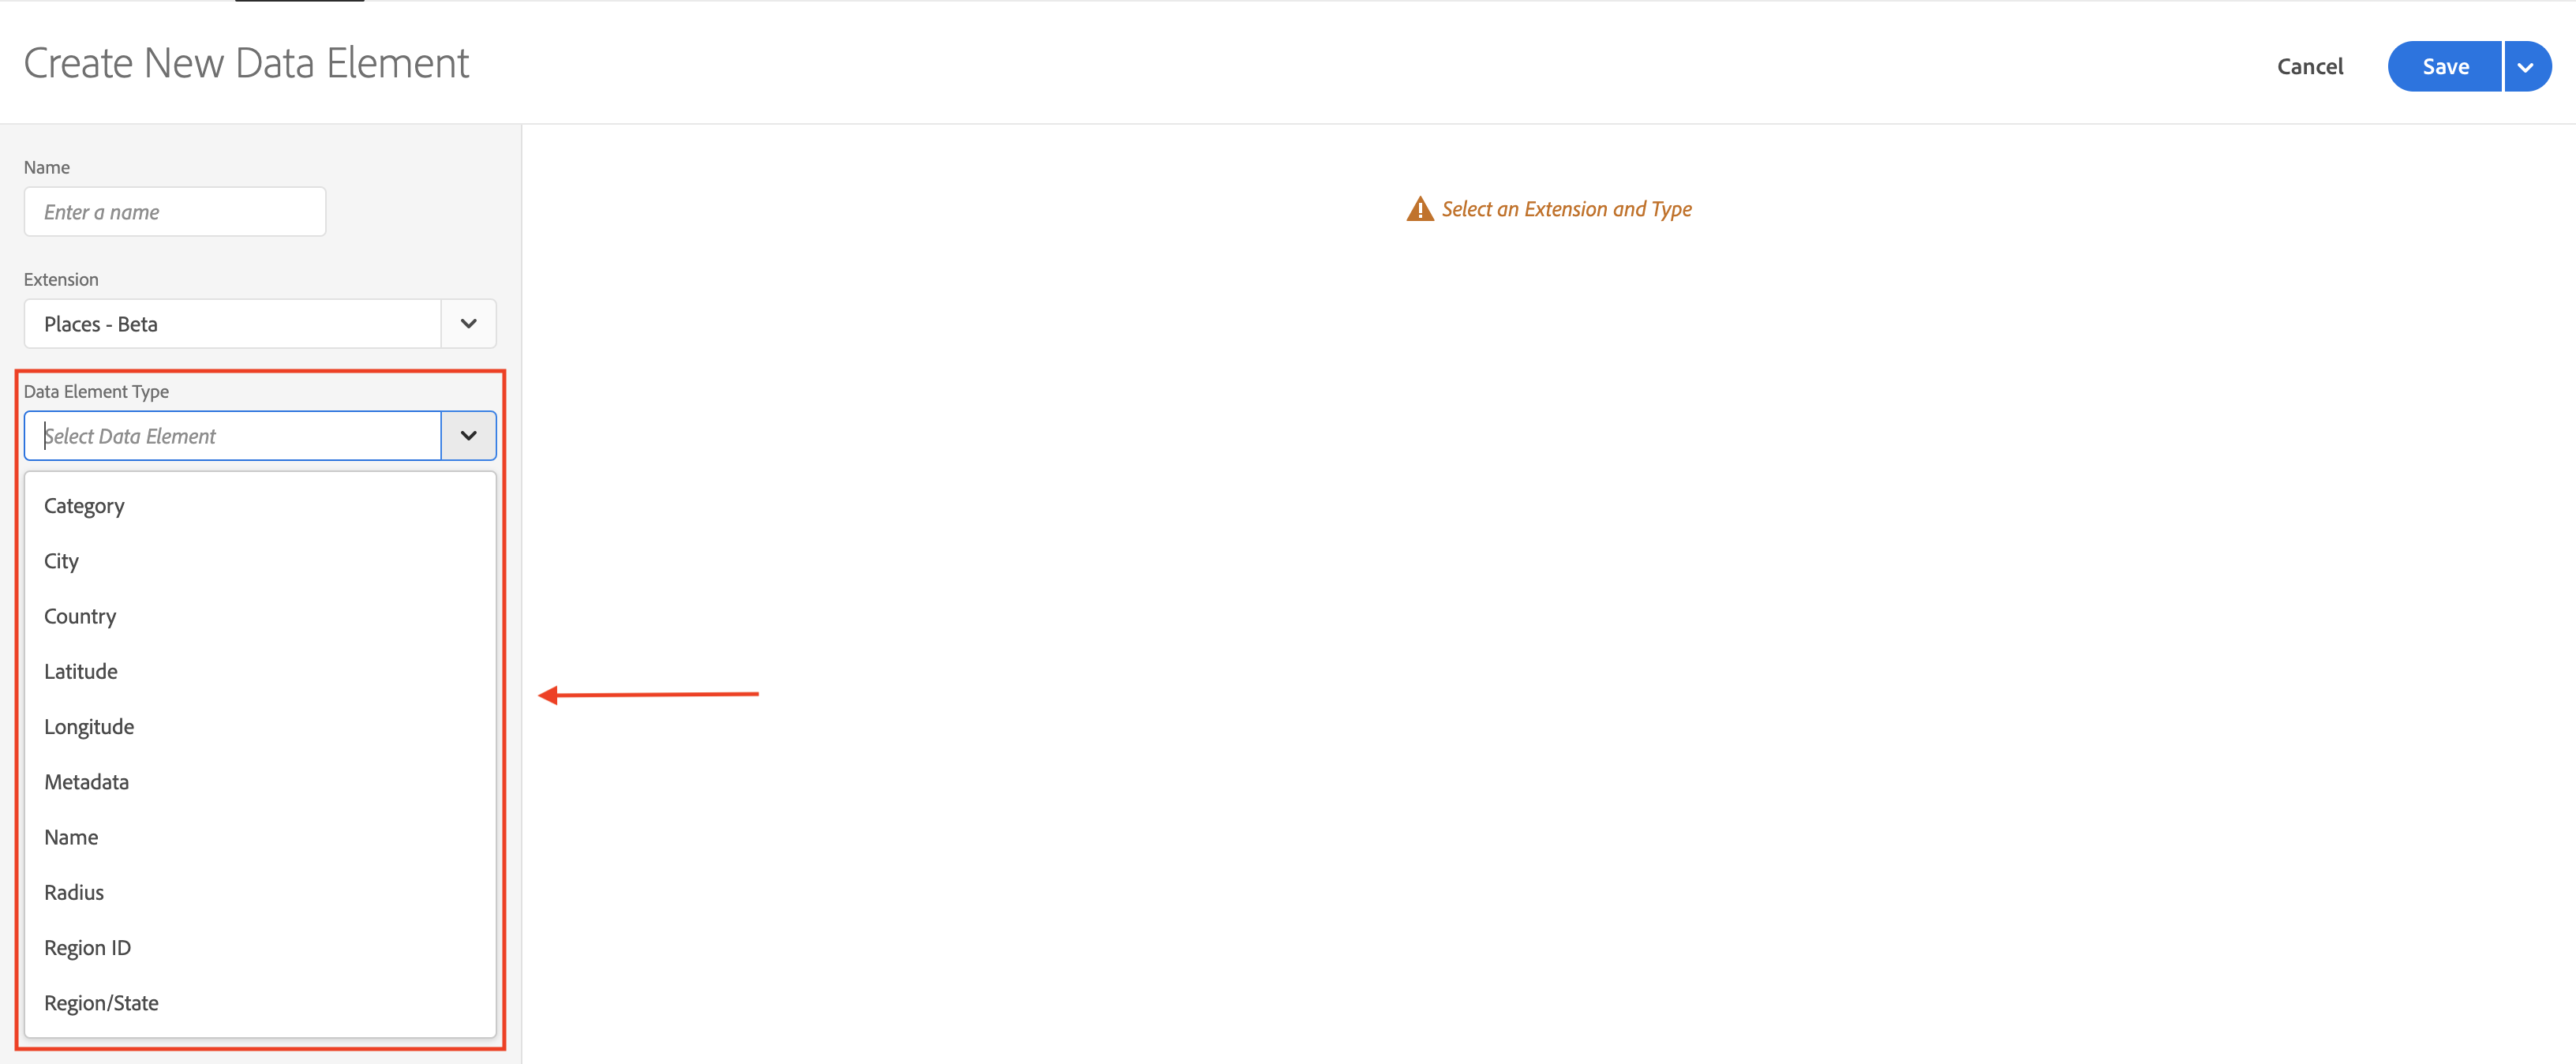 Create New Data Element
Cancel
Save
Name
Enter a name
Select an Extension and Type
Extension
Places - Beta
Data Element Type
Select Data Element
Category
City
Country
Latitude
Longitude
Metadata
Name
Radius
Region ID
Region/State